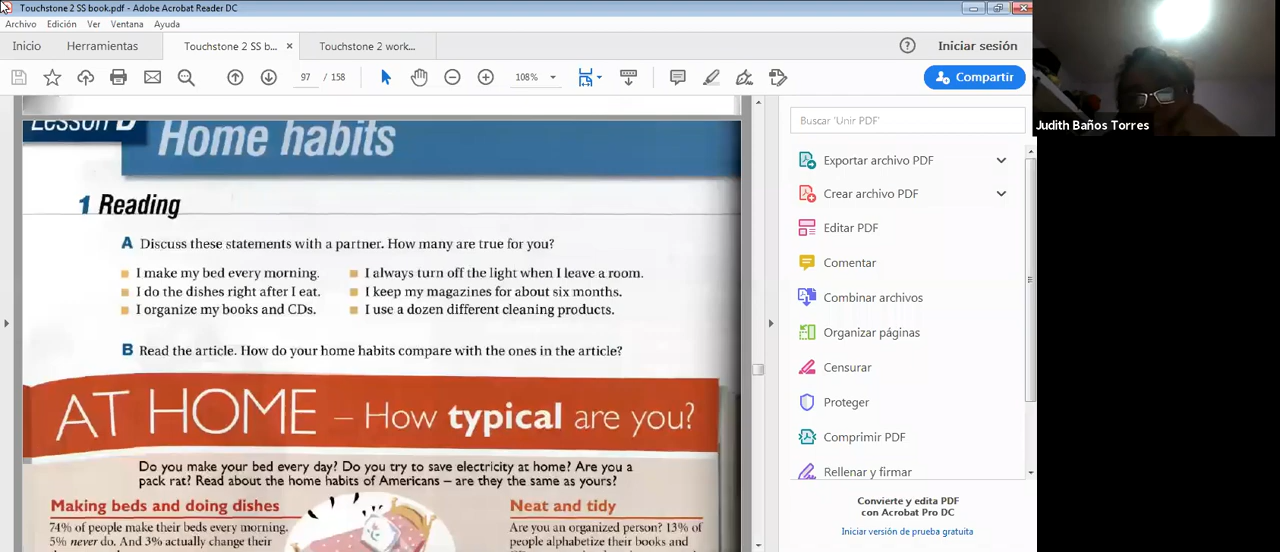 Touchstone 2 SS book.pdf - Adobe Acrobat Reader DC
Archivo Edición Ver Ventana Ayuda
Inicio Herramientas Touchstone 2 SS b... × Touchstone 2 work... Iniciar sesión
97 / 158 108% Compartir
Judith Baños Torres
Buscar 'Unir PDF'
Exportar archivo PDF
Crear archivo PDF
Editar PDF
Comentar
Combinar archivos
Organizar páginas
Censurar
Proteger
Comprimir PDF
Rellenar y firmar
Convierte y edita PDF
con Acrobat Pro DC
Iniciar versión de prueba gratuita
Lesson D Home habits
1 Reading
A Discuss these statements with a partner. How many are true for you?
I make my bed every morning. I always turn off the light when I leave a room.
I do the dishes right after I eat. I keep my magazines for about six months.
I organize my books and CDs. I use a dozen different cleaning products.
B Read the article. How do your home habits compare with the ones in the article?
AT HOME – How typical are you?
Do you make your bed every day? Do you try to save electricity at home? Are you a
pack rat? Read about the home habits of Americans – are they the same as yours?
Making beds and doing dishes
74% of people make their beds every morning.
5% never do. And 3% actually change their
Neat and tidy
Are you an organized person? 13% of
people alphabetize their books and